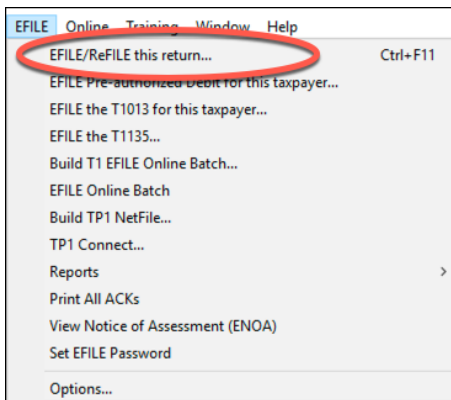 EFILE Online Training Window Help
EFILE/ReFILE this return... Ctrl+F11
EFILE Pre-authorized Debit for this taxpayer...
EFILE the T1013 for this taxpayer...
EFILE the T1135...
Build T1 EFILE Online Batch...
EFILE Online Batch
Build TP1 NetFile...
TP1 Connect...
Reports
Print All ACKs
View Notice of Assessment (ENOA)
Set EFILE Password
Options...